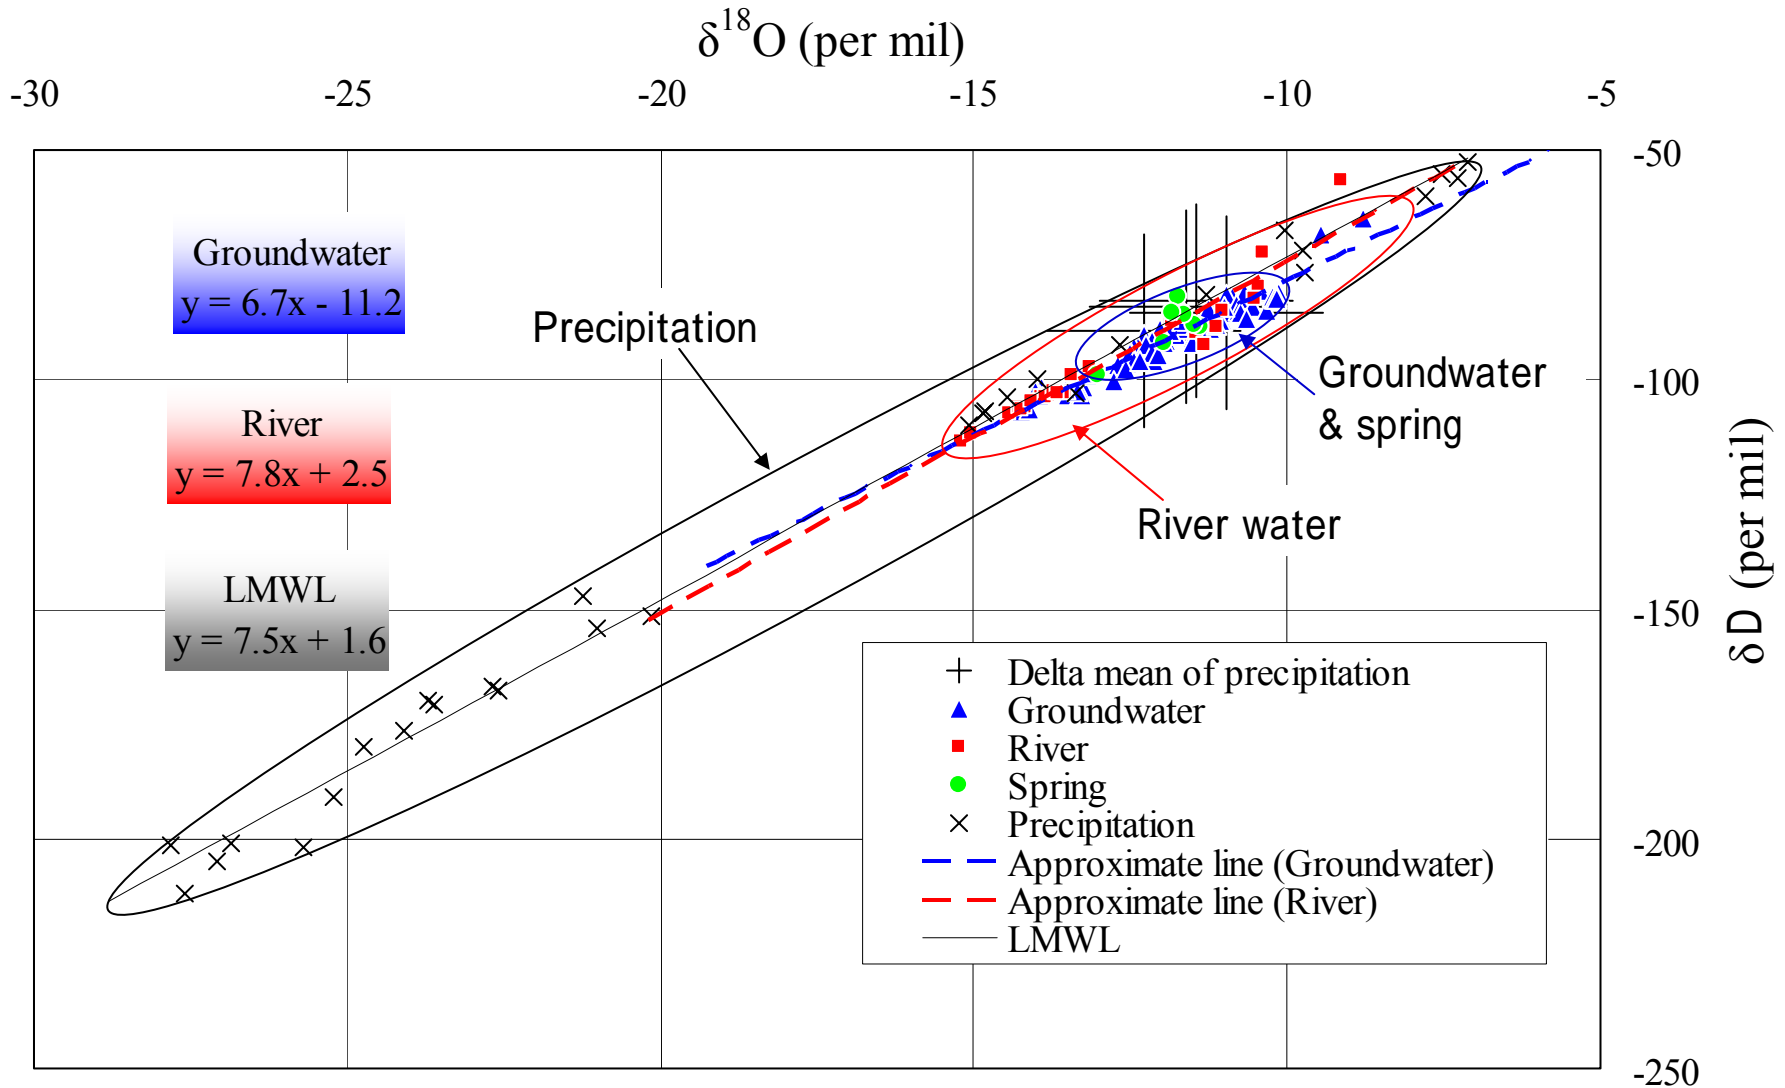 δ18O (per mil)
-30 -25 -20 -15 -10 -5
-50
-100
-150
-200
-250
δD (per mil)
Groundwater
y = 6.7x - 11.2
River
y = 7.8x + 2.5
LMWL
y = 7.5x + 1.6
Precipitation
Groundwater
& spring
River water
Delta mean of precipitation
Groundwater
River
Spring
Precipitation
Approximate line (Groundwater)
Approximate line (River)
LMWL